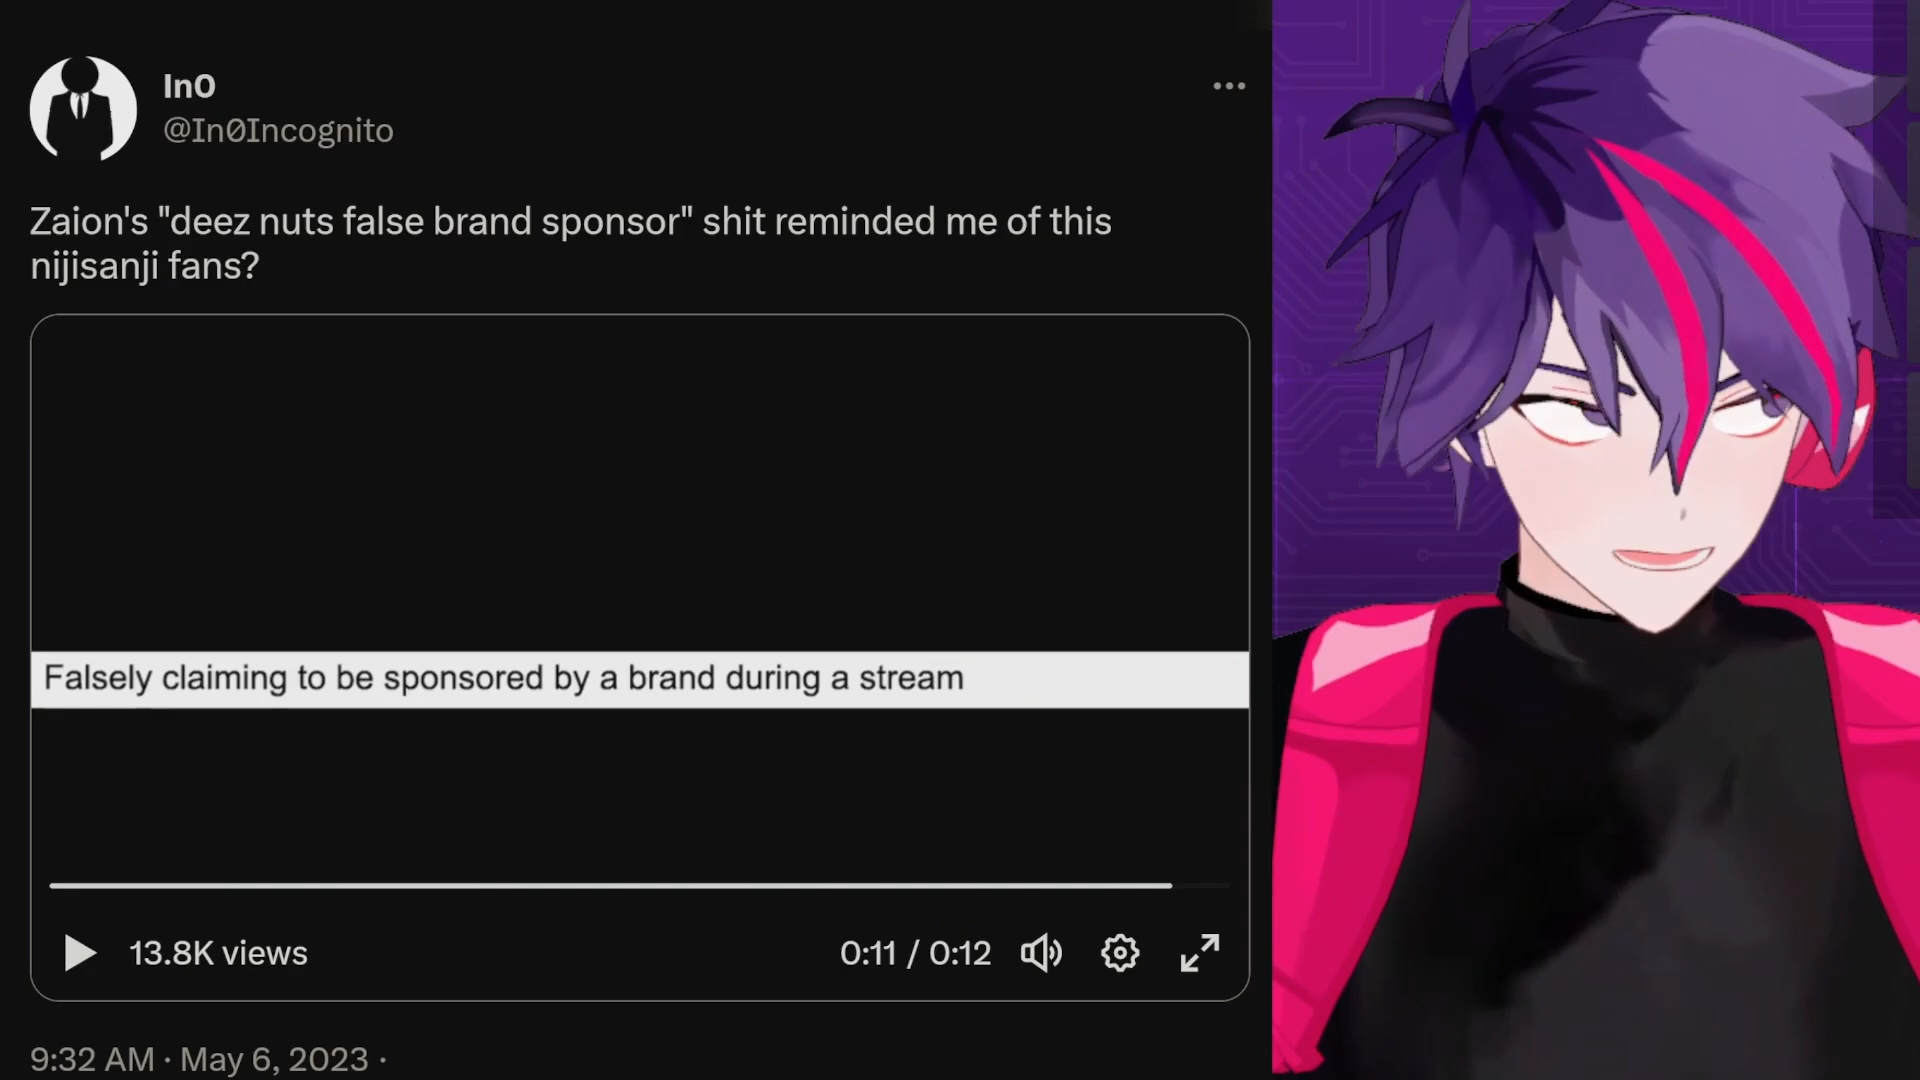 In0
@In0Incognito
Zaion's "deez nuts false brand sponsor" shit reminded me of this
nijisanji fans?
Falsely claiming to be sponsored by a brand during a stream
13.8K views
0:11 / 0:12
9:32 AM · May 6, 2023 ·